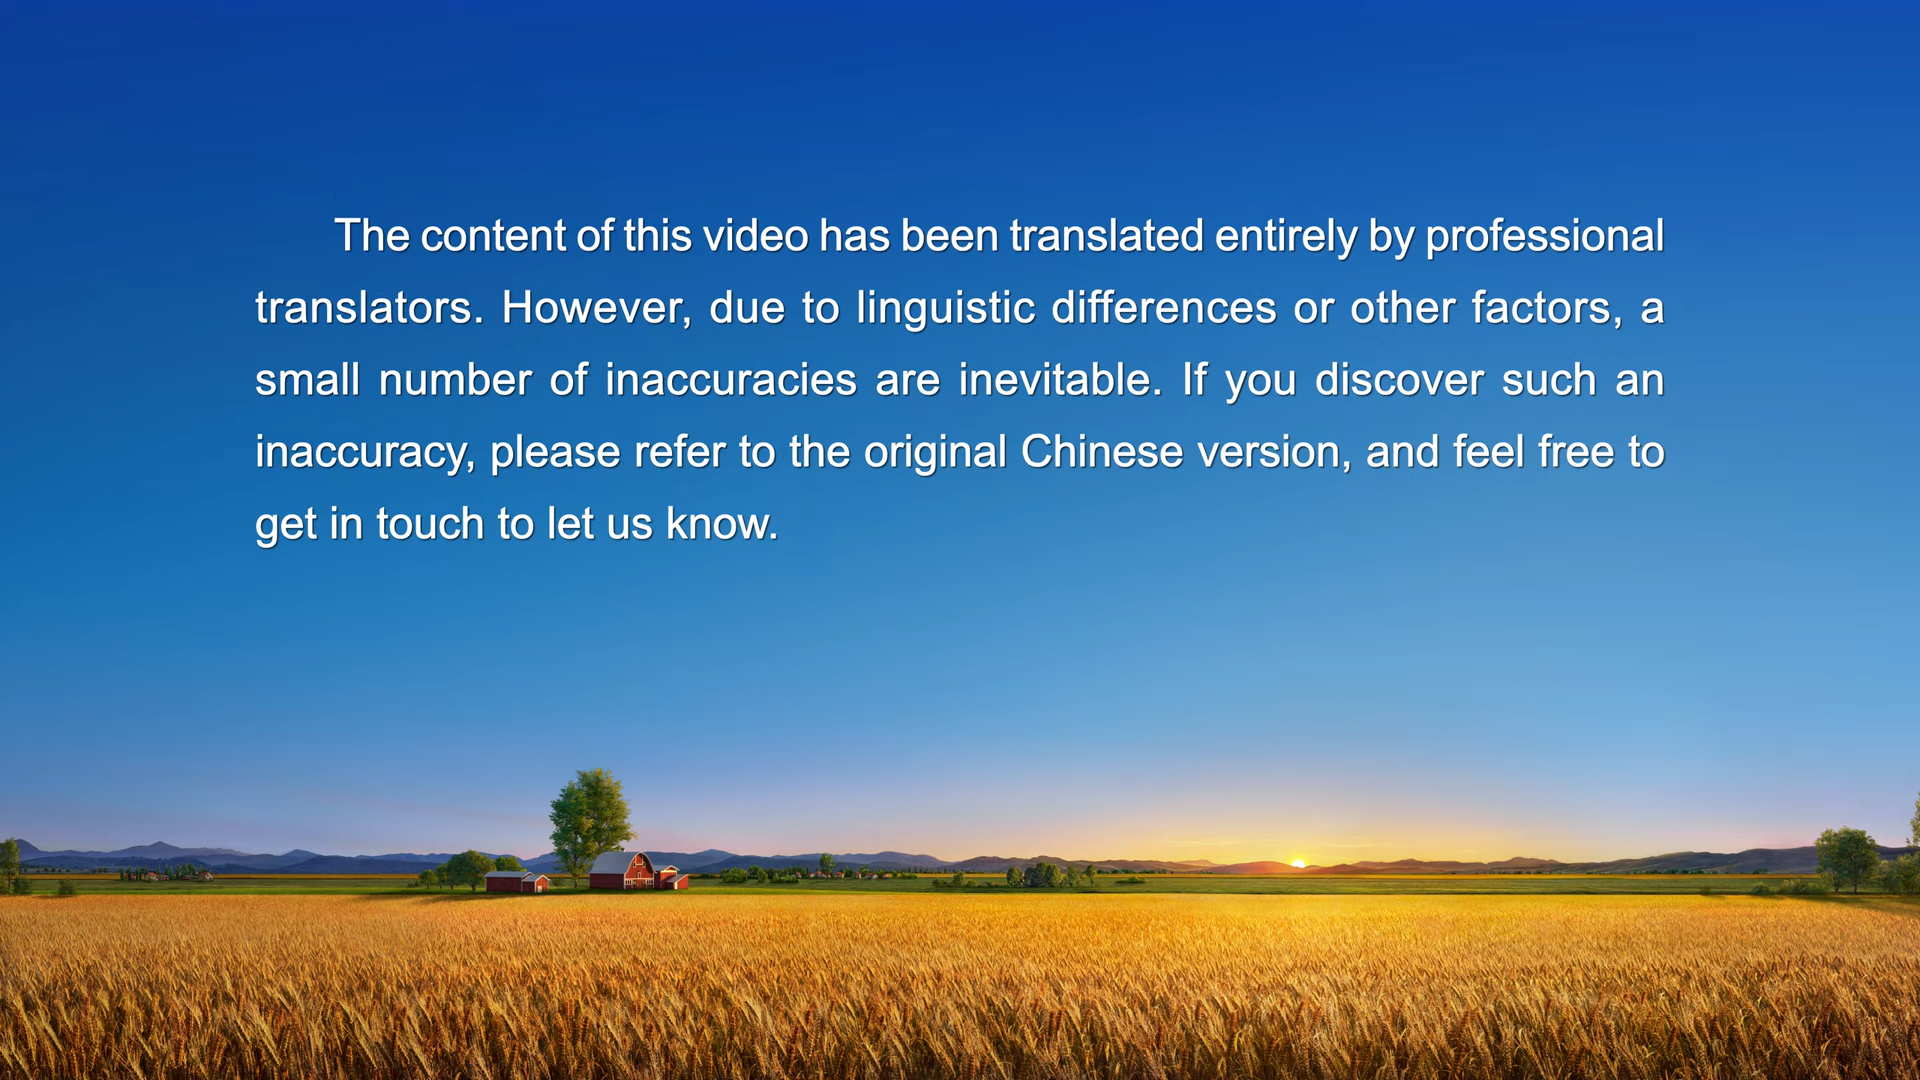 The content of this video has been translated entirely by professional
translators. However, due to linguistic differences or other factors, a
small number of inaccuracies are inevitable. If you discover such an
inaccuracy, please refer to the original Chinese version, and feel free to
get in touch to let us know.